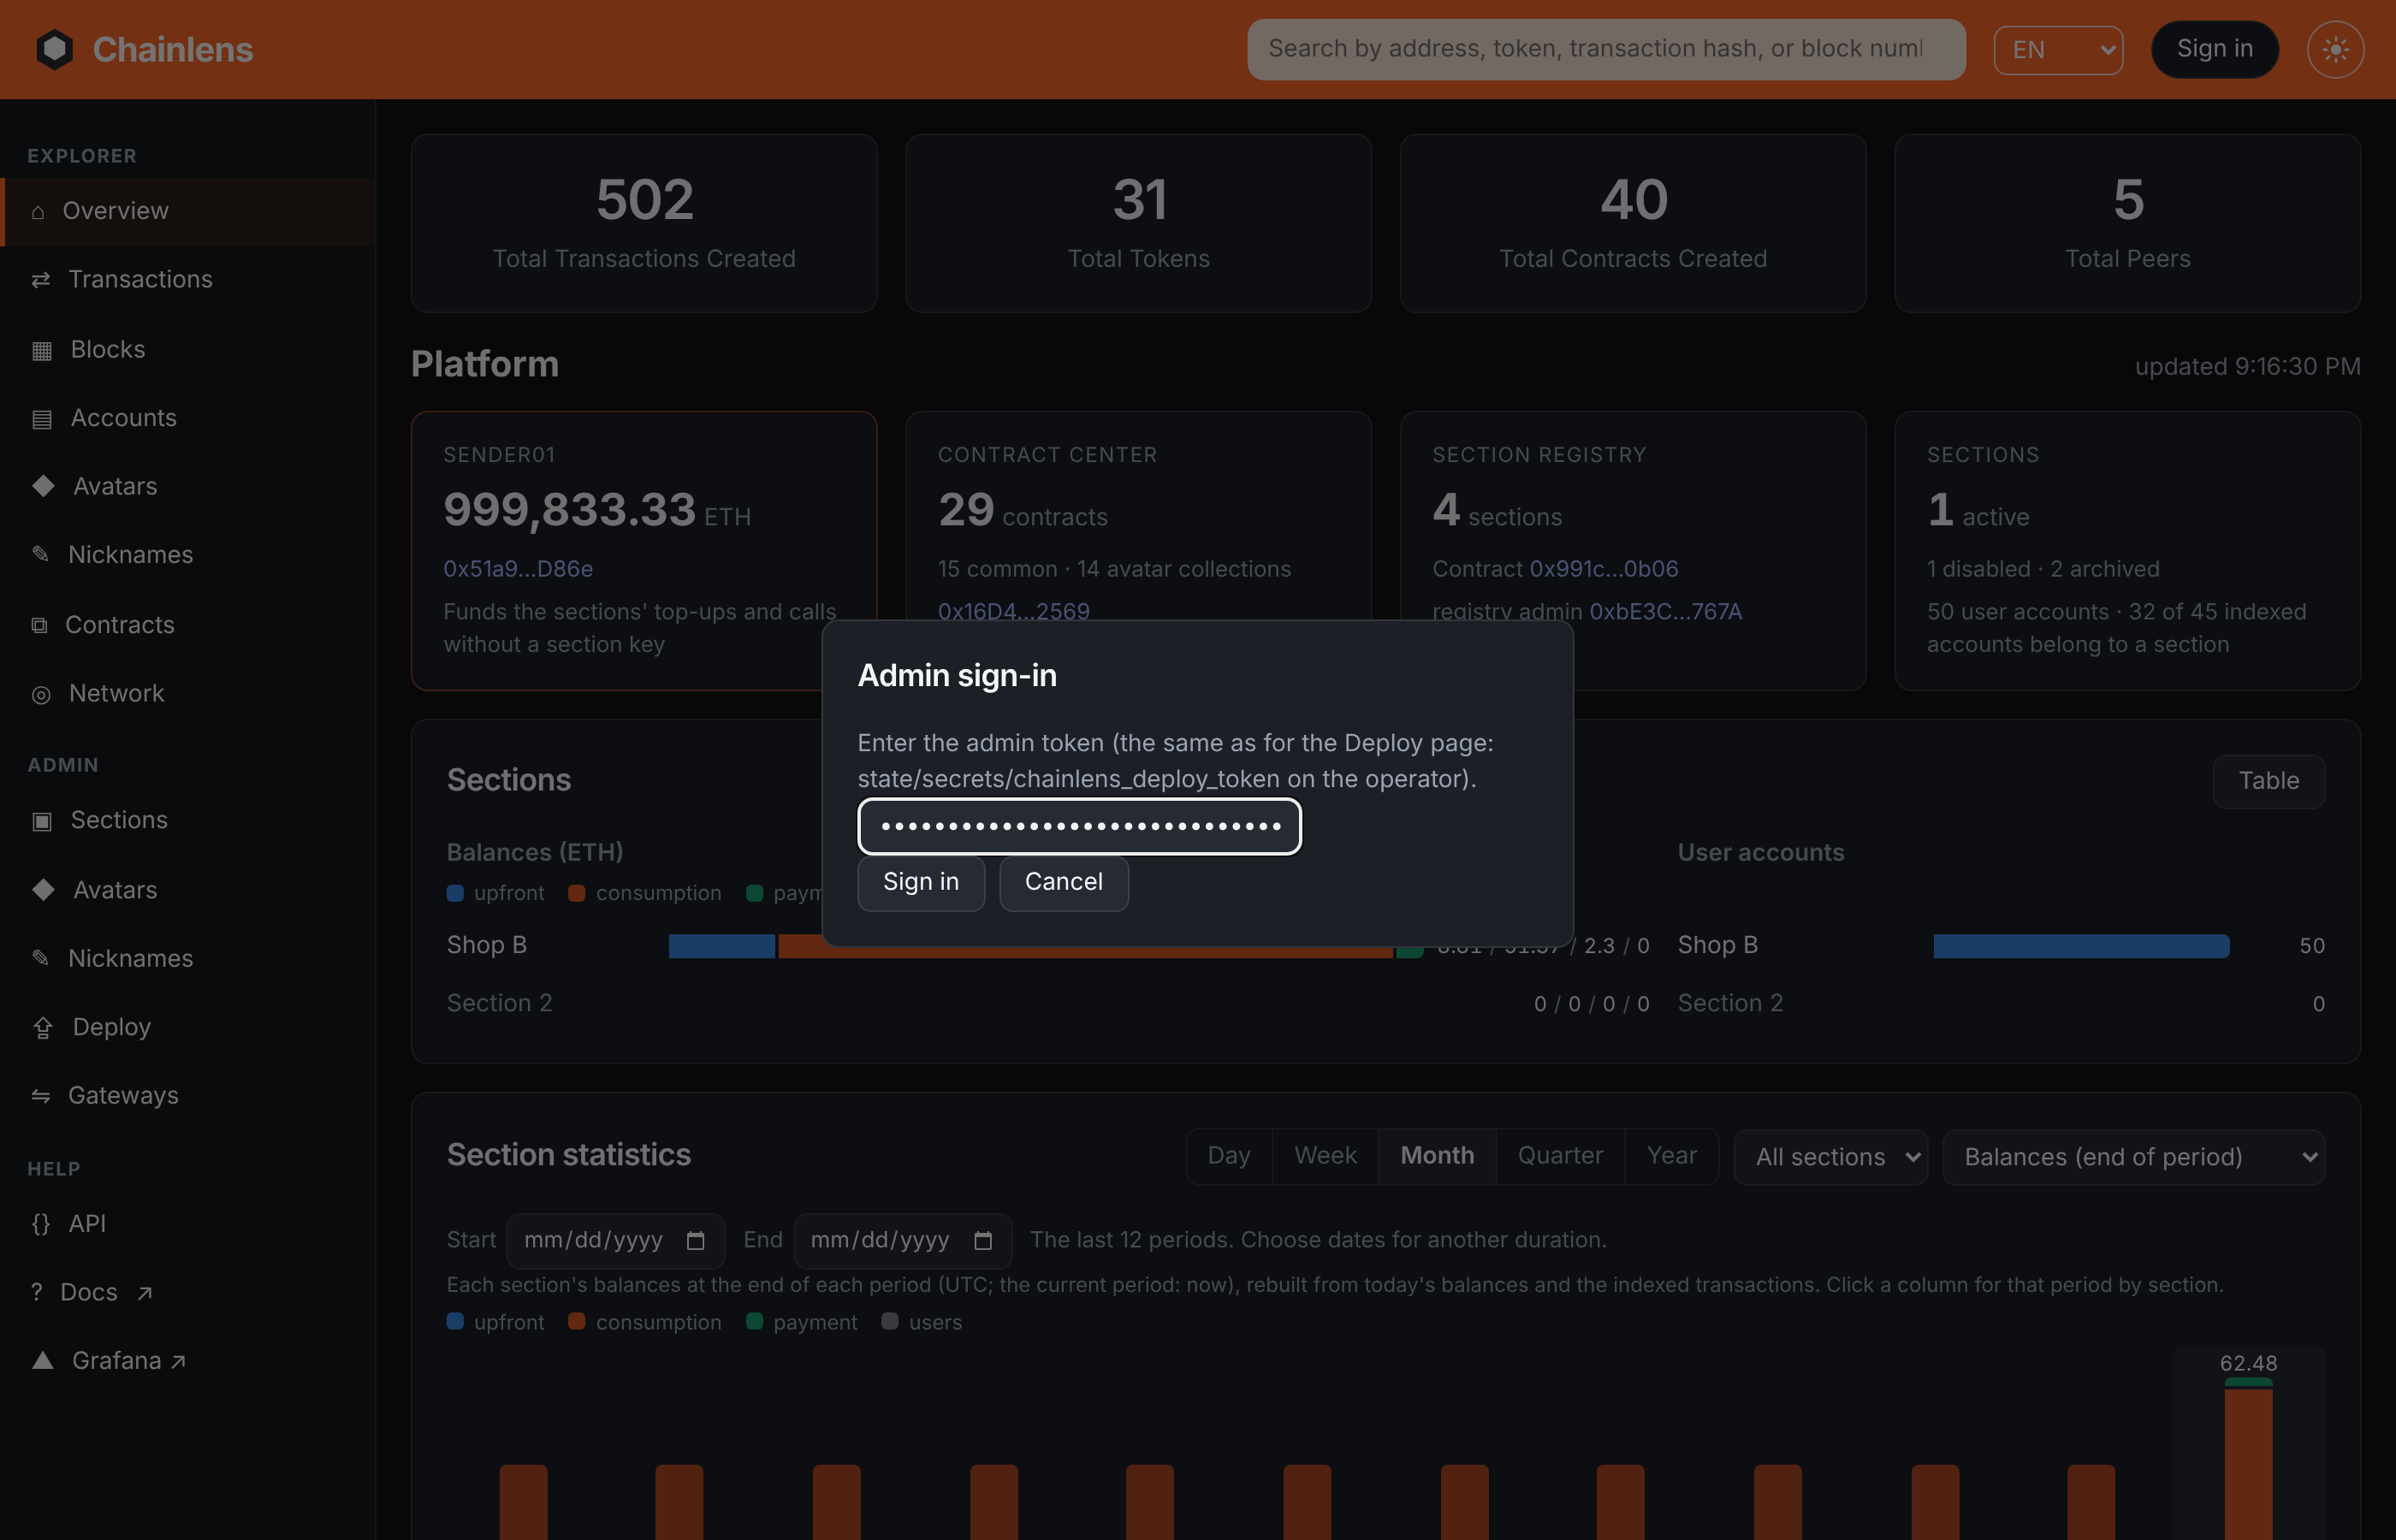 Chainlens
Search by address, token, transaction hash, or block num
EN
Sign in
EXPLORER
Overview
Transactions
Blocks
Accounts
Avatars
Nicknames
Contracts
Network
ADMIN
Sections
Avatars
Nicknames
Deploy
Gateways
HELP
API
Docs
Grafana
502
Total Transactions Created
31
Total Tokens
40
Total Contracts Created
5
Total Peers
Platform
updated 9:16:30 PM
SENDER01
999,833.33 ETH
0x51a9...D86e
Funds the sections' top-ups and calls
without a section key
CONTRACT CENTER
29 contracts
15 common · 14 avatar collections
0x16D4...2569
SECTION REGISTRY
4 sections
Contract 0x991c...0b06
registry admin 0xbE3C...767A
SECTIONS
1 active
1 disabled · 2 archived
50 user accounts · 32 of 45 indexed
accounts belong to a section
Admin sign-in
Enter the admin token (the same as for the Deploy page:
state/secrets/chainlens_deploy_token on the operator).
Sign in
Cancel
Sections
Table
Balances (ETH)
upfront
consumption
Shop B
/ 2.3 / 0
Section 2
0 / 0 / 0 / 0
User accounts
Shop B
50
Section 2
0
Section statistics
Day
Week
Month
Quarter
Year
All sections
Balances (end of period)
Start
mm/dd/yyyy
End
mm/dd/yyyy
The last 12 periods. Choose dates for another duration.
Each section's balances at the end of each period (UTC; the current period: now), rebuilt from today's balances and the indexed transactions. Click a column for that period by section.
upfront
consumption
payment
users
62.48